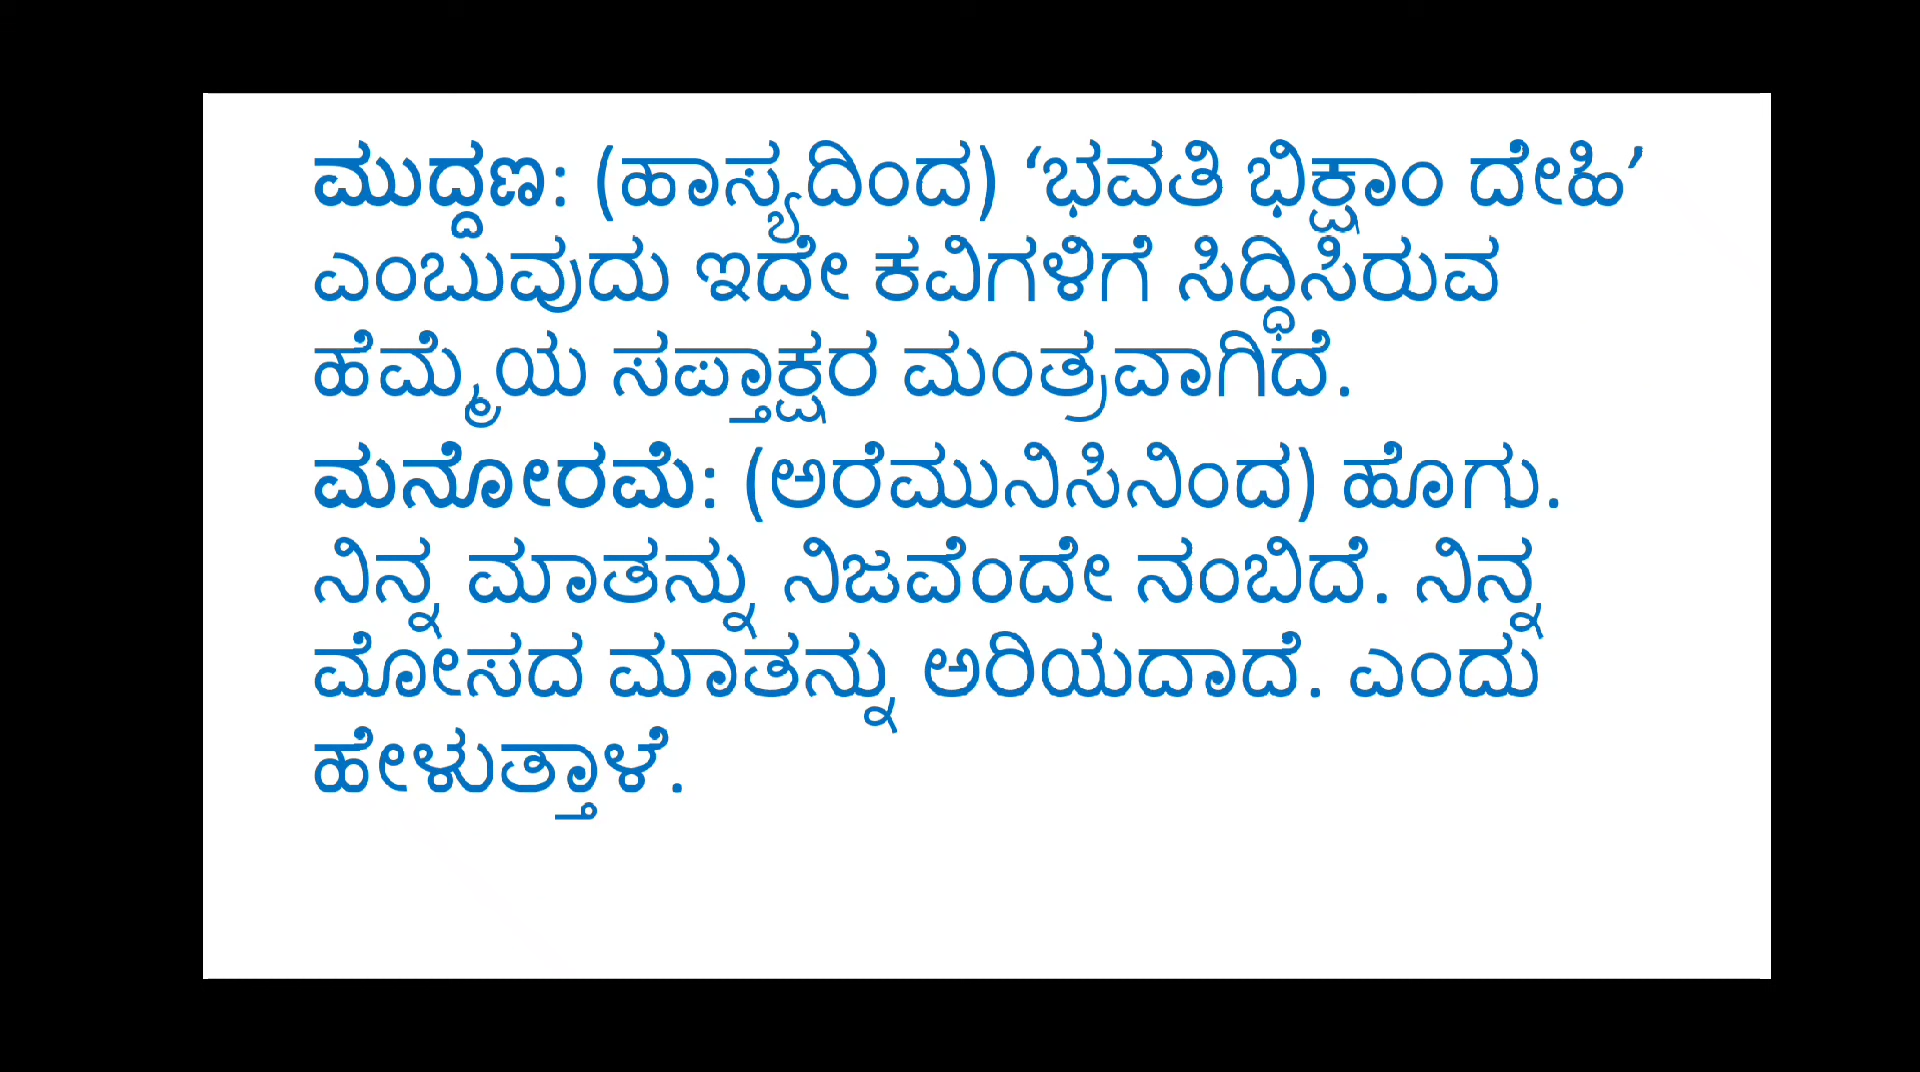 ಮುದ್ದಣ: (ಹಾಸ್ಯದಿಂದ) ‘ಭವತಿ ಭಿಕ್ಷಾಂ ದೇಹಿ’
ಎಂಬುವುದು ಇದೇ ಕವಿಗಳಿಗೆ ಸಿದ್ಧಿಸಿರುವ
ಹೆಮ್ಮೆಯ ಸಪ್ತಾಕ್ಷರ ಮಂತ್ರವಾಗಿದೆ.
ಮನೋರಮೆ: (ಅರೆಮುನಿಸಿನಿಂದ) ಹೊಗು.
ನಿನ್ನ ಮಾತನ್ನು ನಿಜವೆಂದೇ ನಂಬಿದೆ. ನಿನ್ನ
ಮೋಸದ ಮಾತನ್ನು ಅರಿಯದಾದೆ. ಎಂದು
ಹೇಳುತ್ತಾಳೆ.